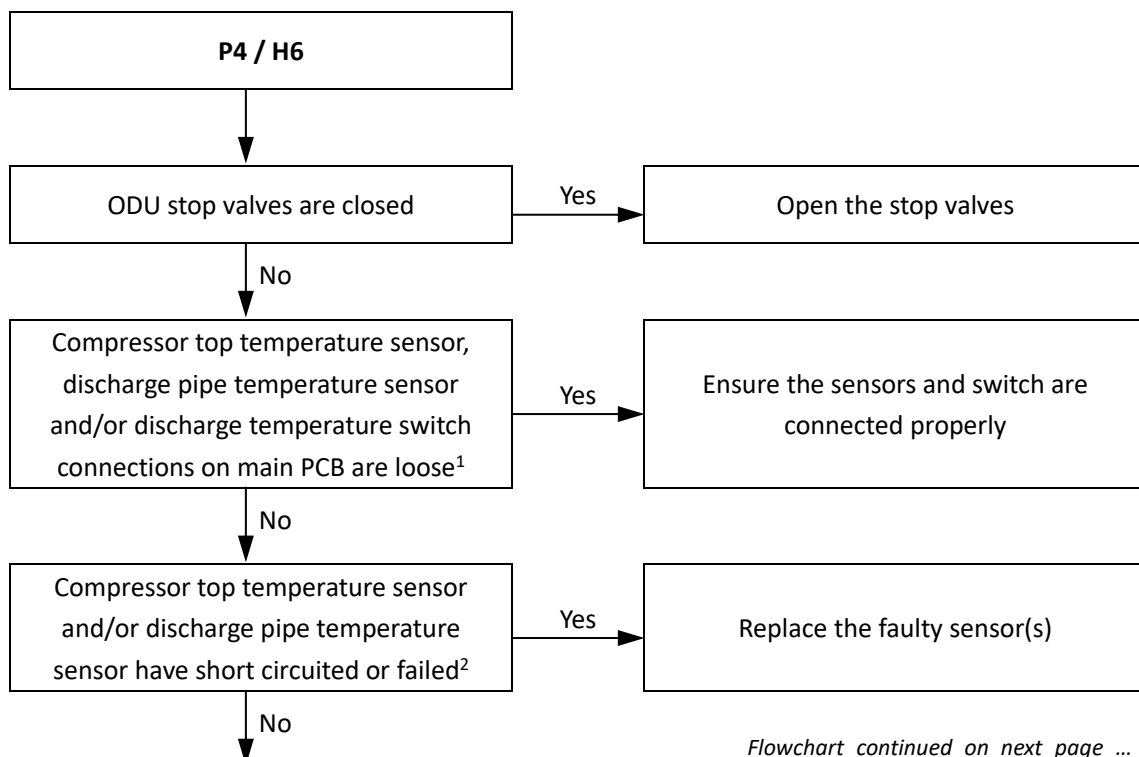 P4 / H6
ODU stop valves are closed
Yes
Open the stop valves
No
Compressor top temperature sensor,
discharge pipe temperature sensor
and/or discharge temperature switch
connections on main PCB are loose¹
Yes
Ensure the sensors and switch are
connected properly
No
Compressor top temperature sensor
and/or discharge pipe temperature
sensor have short circuited or failed²
Yes
Replace the faulty sensor(s)
No
Flowchart continued on next page ...